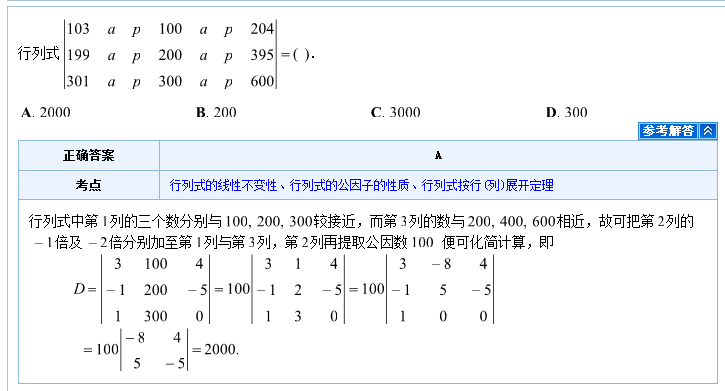 行列式 |103 a p 100 a p 204|
|199 a p 200 a p 395| =( ).
|301 a p 300 a p 600|
A. 2000 B. 200 C. 3000 D. 300
参考解答
正确答案 A
考点 行列式的线性不变性、行列式的公因子的性质、行列式按行(列)展开定理
行列式中第1列的三个数分别与100, 200, 300较接近，而第3列的数与200, 400, 600相近，故可把第2列的
－1倍及 －2倍分别加至第1列与第3列，第2列再提取公因数100 便可化简计算，即
|3 100 4| |3 1 4| |3 －8 4|
D= |－1 200 －5| =100 |－1 2 －5| =100 |－1 5 －5|
|1 300 0| |1 3 0| |1 0 0|
=100 |－8 4| =2000.
|5 －5|